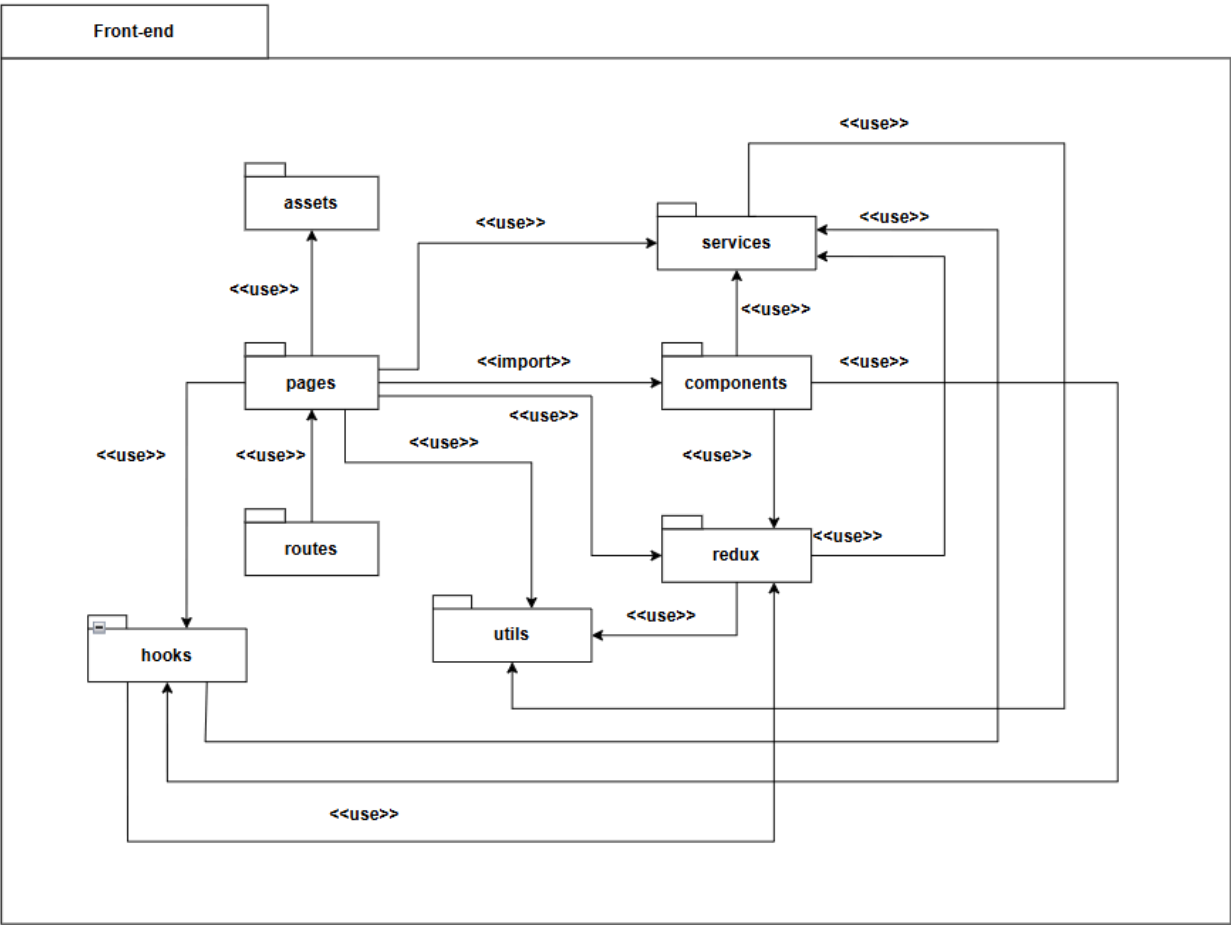 Front-end
<<use>>
assets
<<use>>
<<use>>
services
<<use>>
<<use>>
<<import>>
<<use>>
pages
components
<<use>>
<<use>>
<<use>>
<<use>>
<<use>>
<<use>>
routes
redux
<<use>>
utils
hooks
<<use>>